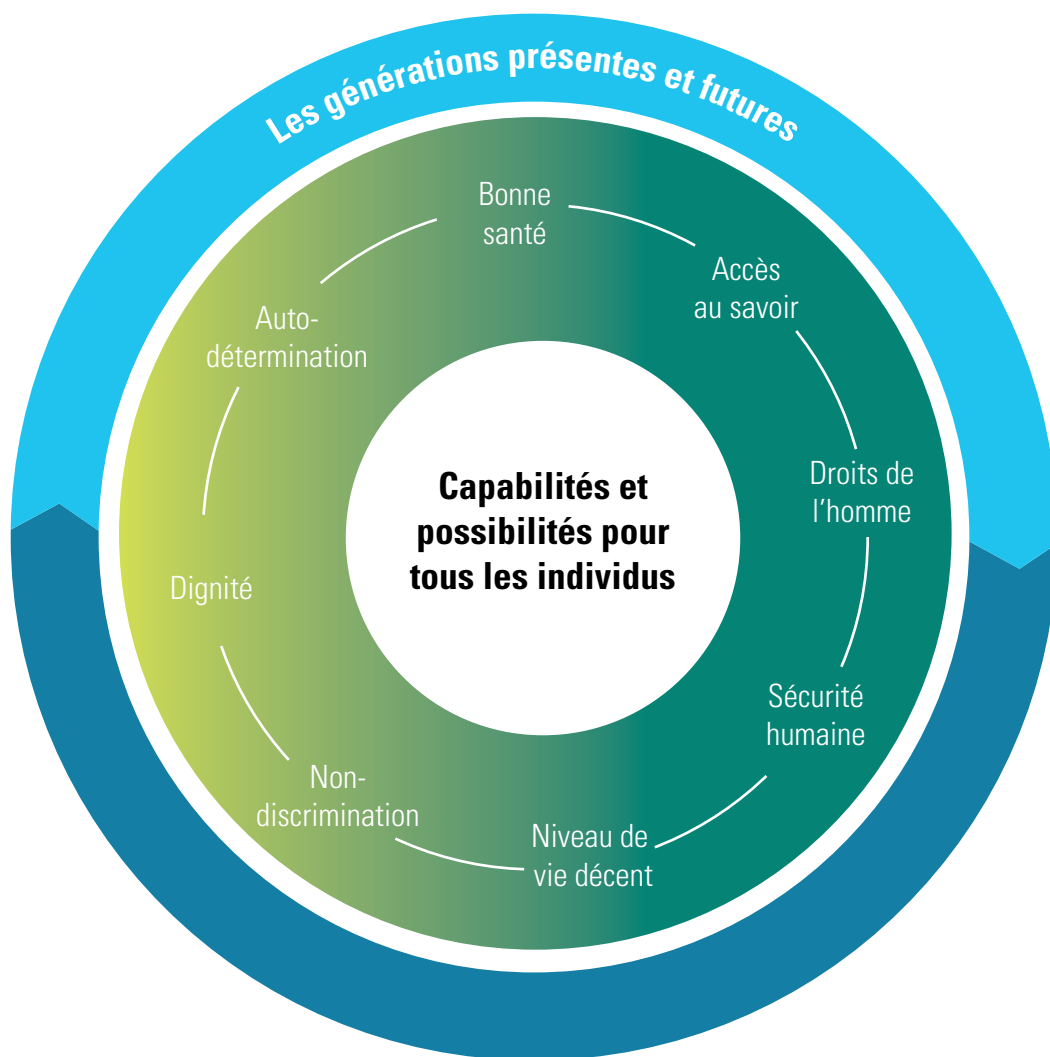 Les générations présentes et futures
Bonne
santé
Accès
au savoir
Droits de
l’homme
Sécurité
humaine
Niveau de
vie décent
Non-
discrimination
Dignité
Auto-
détermination
Capabilités et
possibilités pour
tous les individus